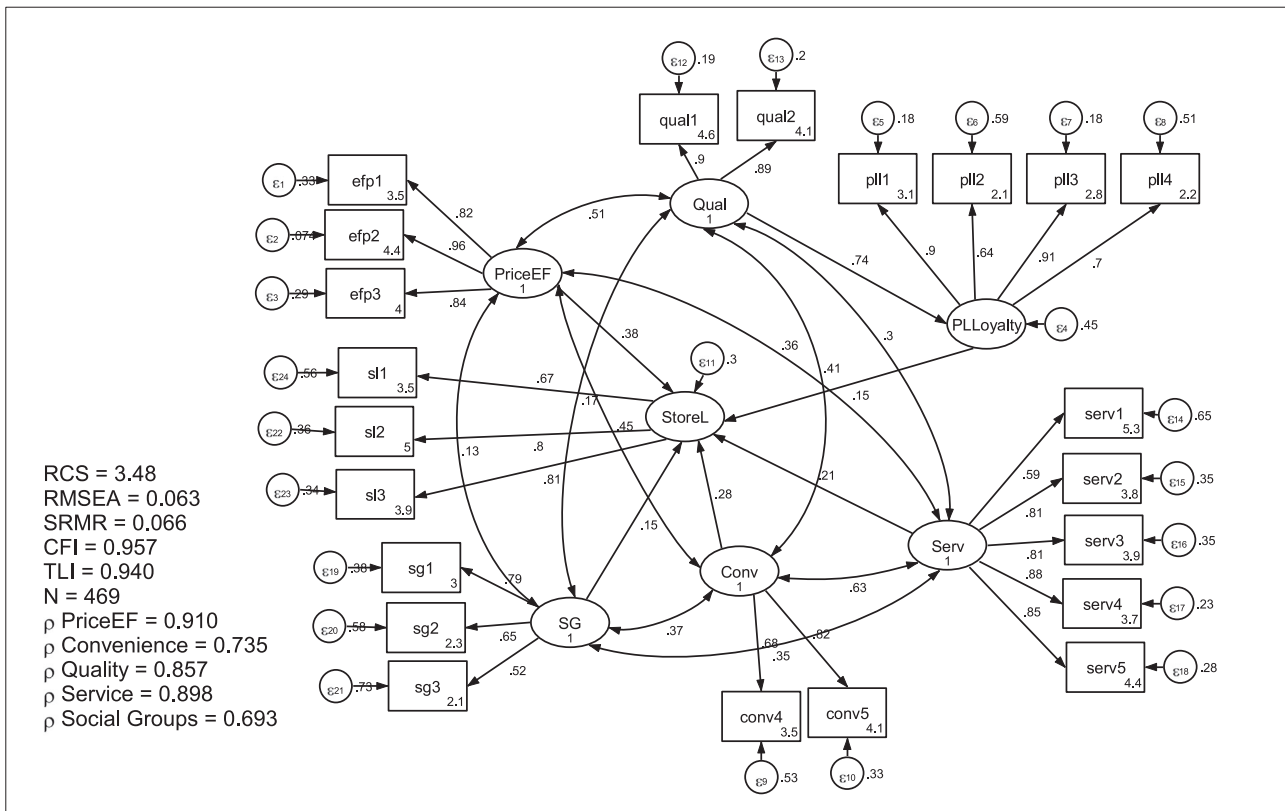 ε12 .19
ε13 .2
qual1 4.6
qual2 4.1
ε5 .18
ε6 .59
ε7 .18
ε8 .51
pll1 3.1
pll2 2.1
pll3 2.8
pll4 2.2
.9
.89
Qual 1
ε1 .33
efp1 3.5
ε2 .074
efp2 4.4
ε3 .29
efp3 4
.82
.96
.84
PriceEF 1
.51
.74
.9
.64
.91
.7
PLLoyalty
ε4 .45
.38
.36
.41
.3
.15
ε11 .3
StoreL
ε24 .56
sl1 3.5
ε22 .36
sl2 5
ε23 .34
sl3 3.9
.67
.45
.8
.17
.13
.81
.15
.28
.21
serv1 5.3
ε14 .65
serv2 3.8
ε15 .35
serv3 3.9
ε16 .35
serv4 3.7
ε17 .23
serv5 4.4
ε18 .28
.59
.81
.81
.88
.85
Serv 1
Conv 1
.63
SG 1
.37
.68
.82
.35
ε19 .38
sg1 3
ε20 .58
sg2 2.3
ε21 .73
sg3 2.1
.79
.65
.52
conv4 3.5
conv5 4.1
ε9 .53
ε10 .33
RCS = 3.48
RMSEA = 0.063
SRMR = 0.066
CFI = 0.957
TLI = 0.940
N = 469
ρ PriceEF = 0.910
ρ Convenience = 0.735
ρ Quality = 0.857
ρ Service = 0.898
ρ Social Groups = 0.693